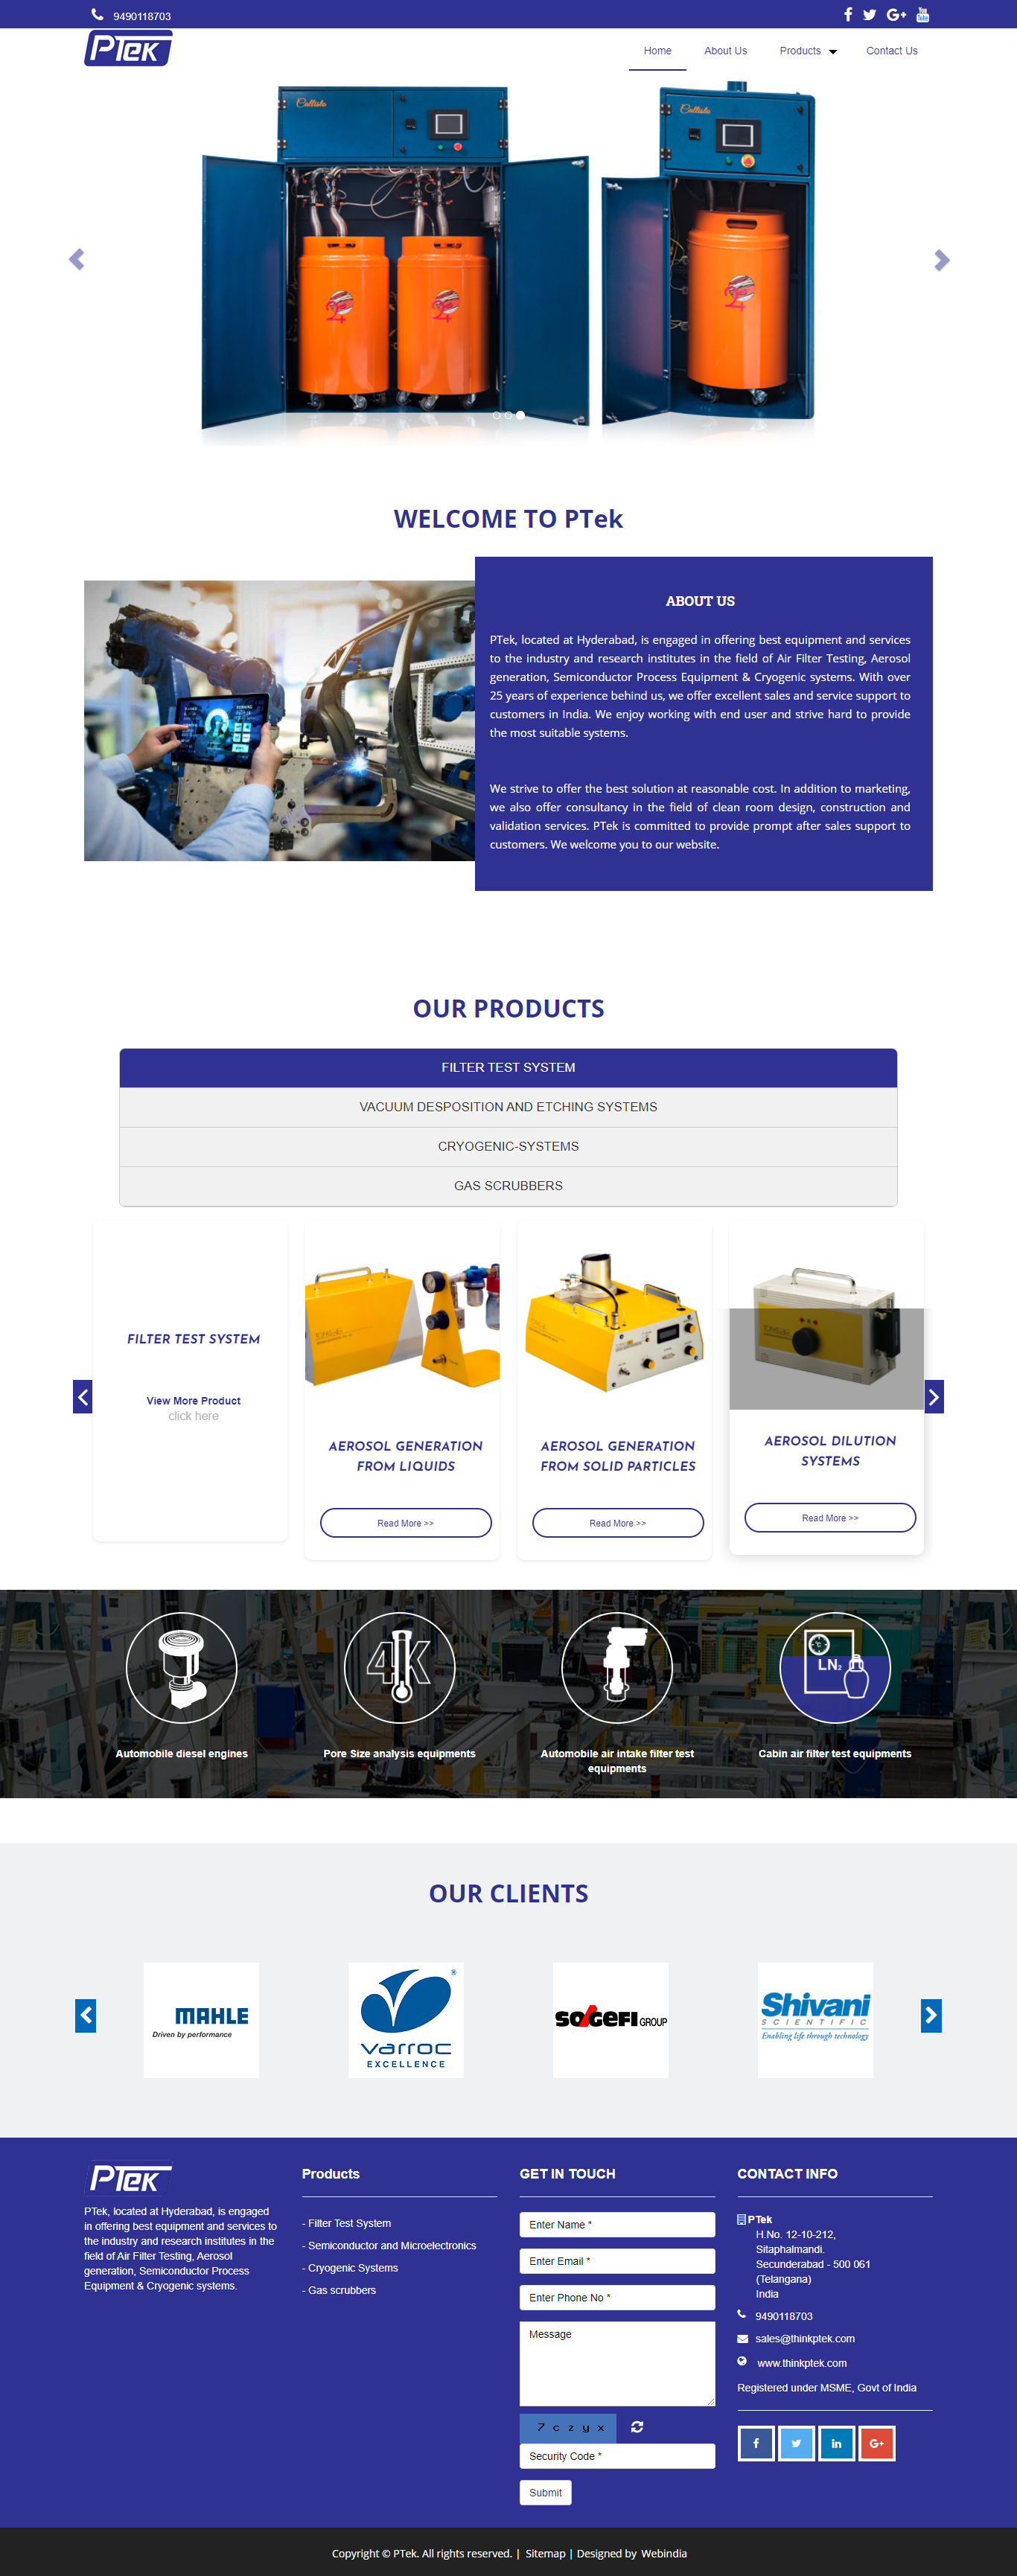 9490118703
PTek
Home
About Us
Products
Contact Us
Callisto
Callisto
WELCOME TO PTek
ABOUT US
PTek, located at Hyderabad, is engaged in offering best equipment and services
to the industry and research institutes in the field of Air Filter Testing, Aerosol
generation, Semiconductor Process Equipment & Cryogenic systems. With over
25 years of experience behind us, we offer excellent sales and service support to
customers in India. We enjoy working with end user and strive hard to provide
the most suitable systems.
We strive to offer the best solution at reasonable cost. In addition to marketing,
we also offer consultancy in the field of clean room design, construction and
validation services. PTek is committed to provide prompt after sales support to
customers. We welcome you to our website.
OUR PRODUCTS
FILTER TEST SYSTEM
VACUUM DESPOSITION AND ETCHING SYSTEMS
CRYOGENIC-SYSTEMS
GAS SCRUBBERS
FILTER TEST SYSTEM
View More Product
click here
AEROSOL GENERATION
FROM LIQUIDS
Read More >>
AEROSOL GENERATION
FROM SOLID PARTICLES
Read More >>
AEROSOL DILUTION
SYSTEMS
Read More >>
4K
LN2
Automobile diesel engines
Pore Size analysis equipments
Automobile air intake filter test
equipments
Cabin air filter test equipments
OUR CLIENTS
MAHLE
Driven by performance
varroc
EXCELLENCE
SOGEFI GROUP
Shivani
SCIENTIFIC
Enabling life through technology
PTek
PTek, located at Hyderabad, is engaged
in offering best equipment and services to
the industry and research institutes in the
field of Air Filter Testing, Aerosol
generation, Semiconductor Process
Equipment & Cryogenic systems.
Products
- Filter Test System
- Semiconductor and Microelectronics
- Cryogenic Systems
- Gas scrubbers
GET IN TOUCH
Enter Name *
Enter Email *
Enter Phone No *
Message
7 c z y x
Security Code *
Submit
CONTACT INFO
PTek
H.No. 12-10-212,
Sitaphalmandi.
Secunderabad - 500 061
(Telangana)
India
9490118703
sales@thinkptek.com
www.thinkptek.com
Registered under MSME, Govt of India
Copyright © PTek. All rights reserved. | Sitemap | Designed by Webindia